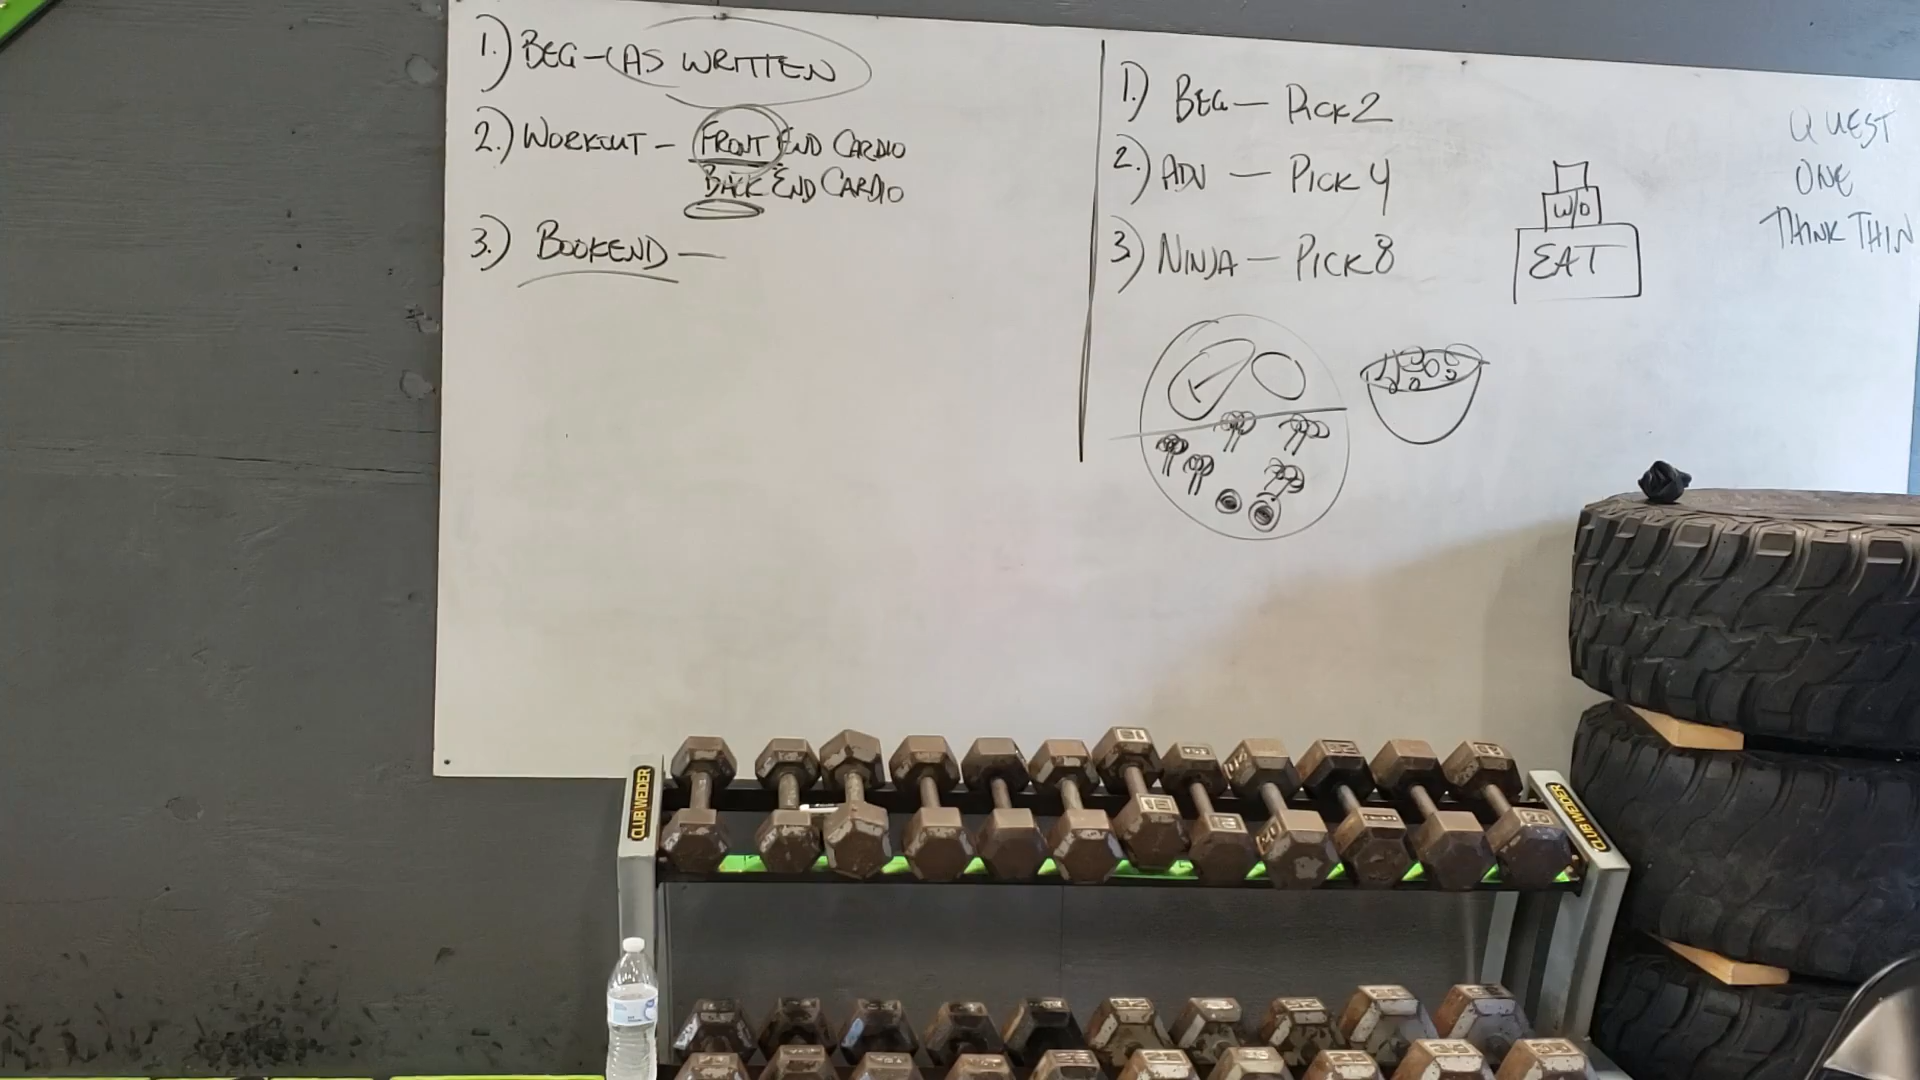 1.) BEG - (AS WRITTEN
2.) WORKOUT - FRONT END CARDIO
BACK END CARDIO
3.) BOOKEND -
1.) BEG - PICK 2
2.) ADV - PICK 4
3.) NINJA - PICK 8
W/O
EAT
QUEST
ONE
THINK THIN
CLUB WEIDER
CLUB WEIDER